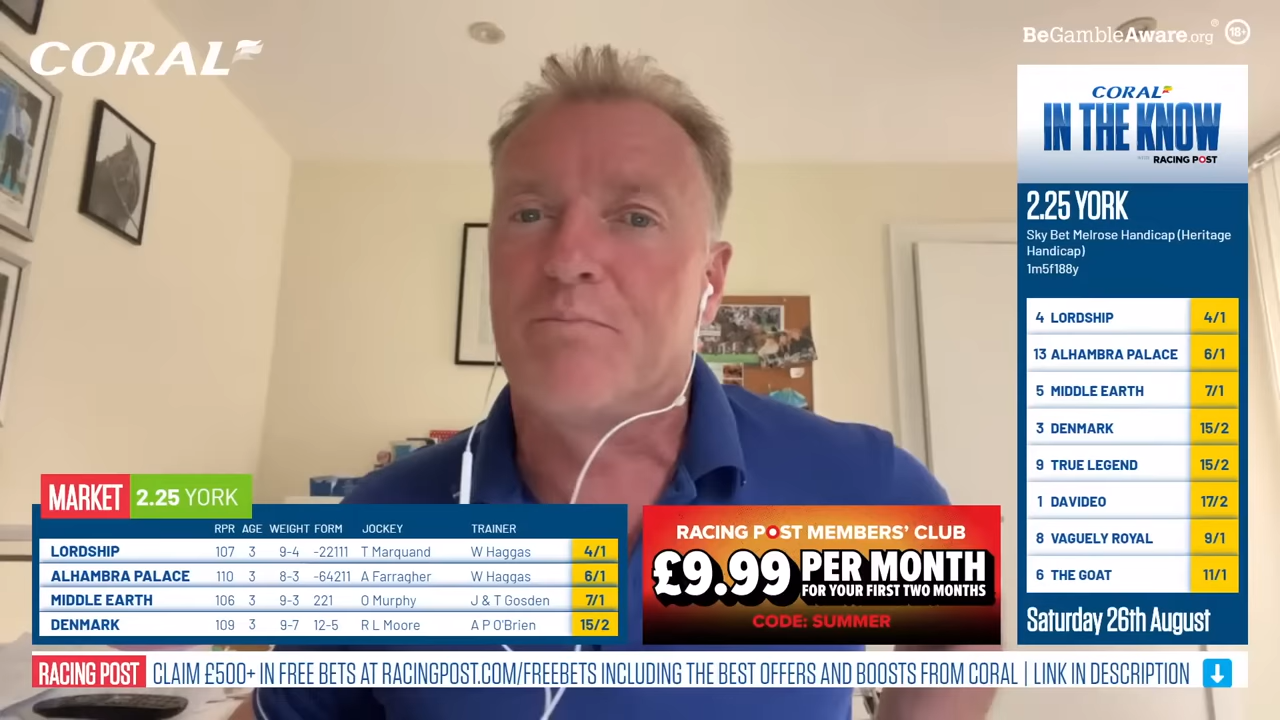 CORAL
BeGambleAware.org® 18+
CORAL
IN THE KNOW
WITH RACING POST
2.25 YORK
Sky Bet Melrose Handicap (Heritage
Handicap)
1m5f188y
4 LORDSHIP 4/1
13 ALHAMBRA PALACE 6/1
5 MIDDLE EARTH 7/1
3 DENMARK 15/2
9 TRUE LEGEND 15/2
1 DAVIDEO 17/2
8 VAGUELY ROYAL 9/1
6 THE GOAT 11/1
Saturday 26th August
MARKET 2.25 YORK
RPR AGE WEIGHT FORM JOCKEY TRAINER
LORDSHIP 107 3 9-4 -22111 T Marquand W Haggas 4/1
ALHAMBRA PALACE 110 3 8-3 -64211 A Farragher W Haggas 6/1
MIDDLE EARTH 106 3 9-3 221 O Murphy J & T Gosden 7/1
DENMARK 109 3 9-7 12-5 R L Moore A P O'Brien 15/2
RACING POST MEMBERS' CLUB
£9.99 PER MONTH
FOR YOUR FIRST TWO MONTHS
CODE: SUMMER
RACING POST CLAIM £500+ IN FREE BETS AT RACINGPOST.COM/FREEBETS INCLUDING THE BEST OFFERS AND BOOSTS FROM CORAL | LINK IN DESCRIPTION